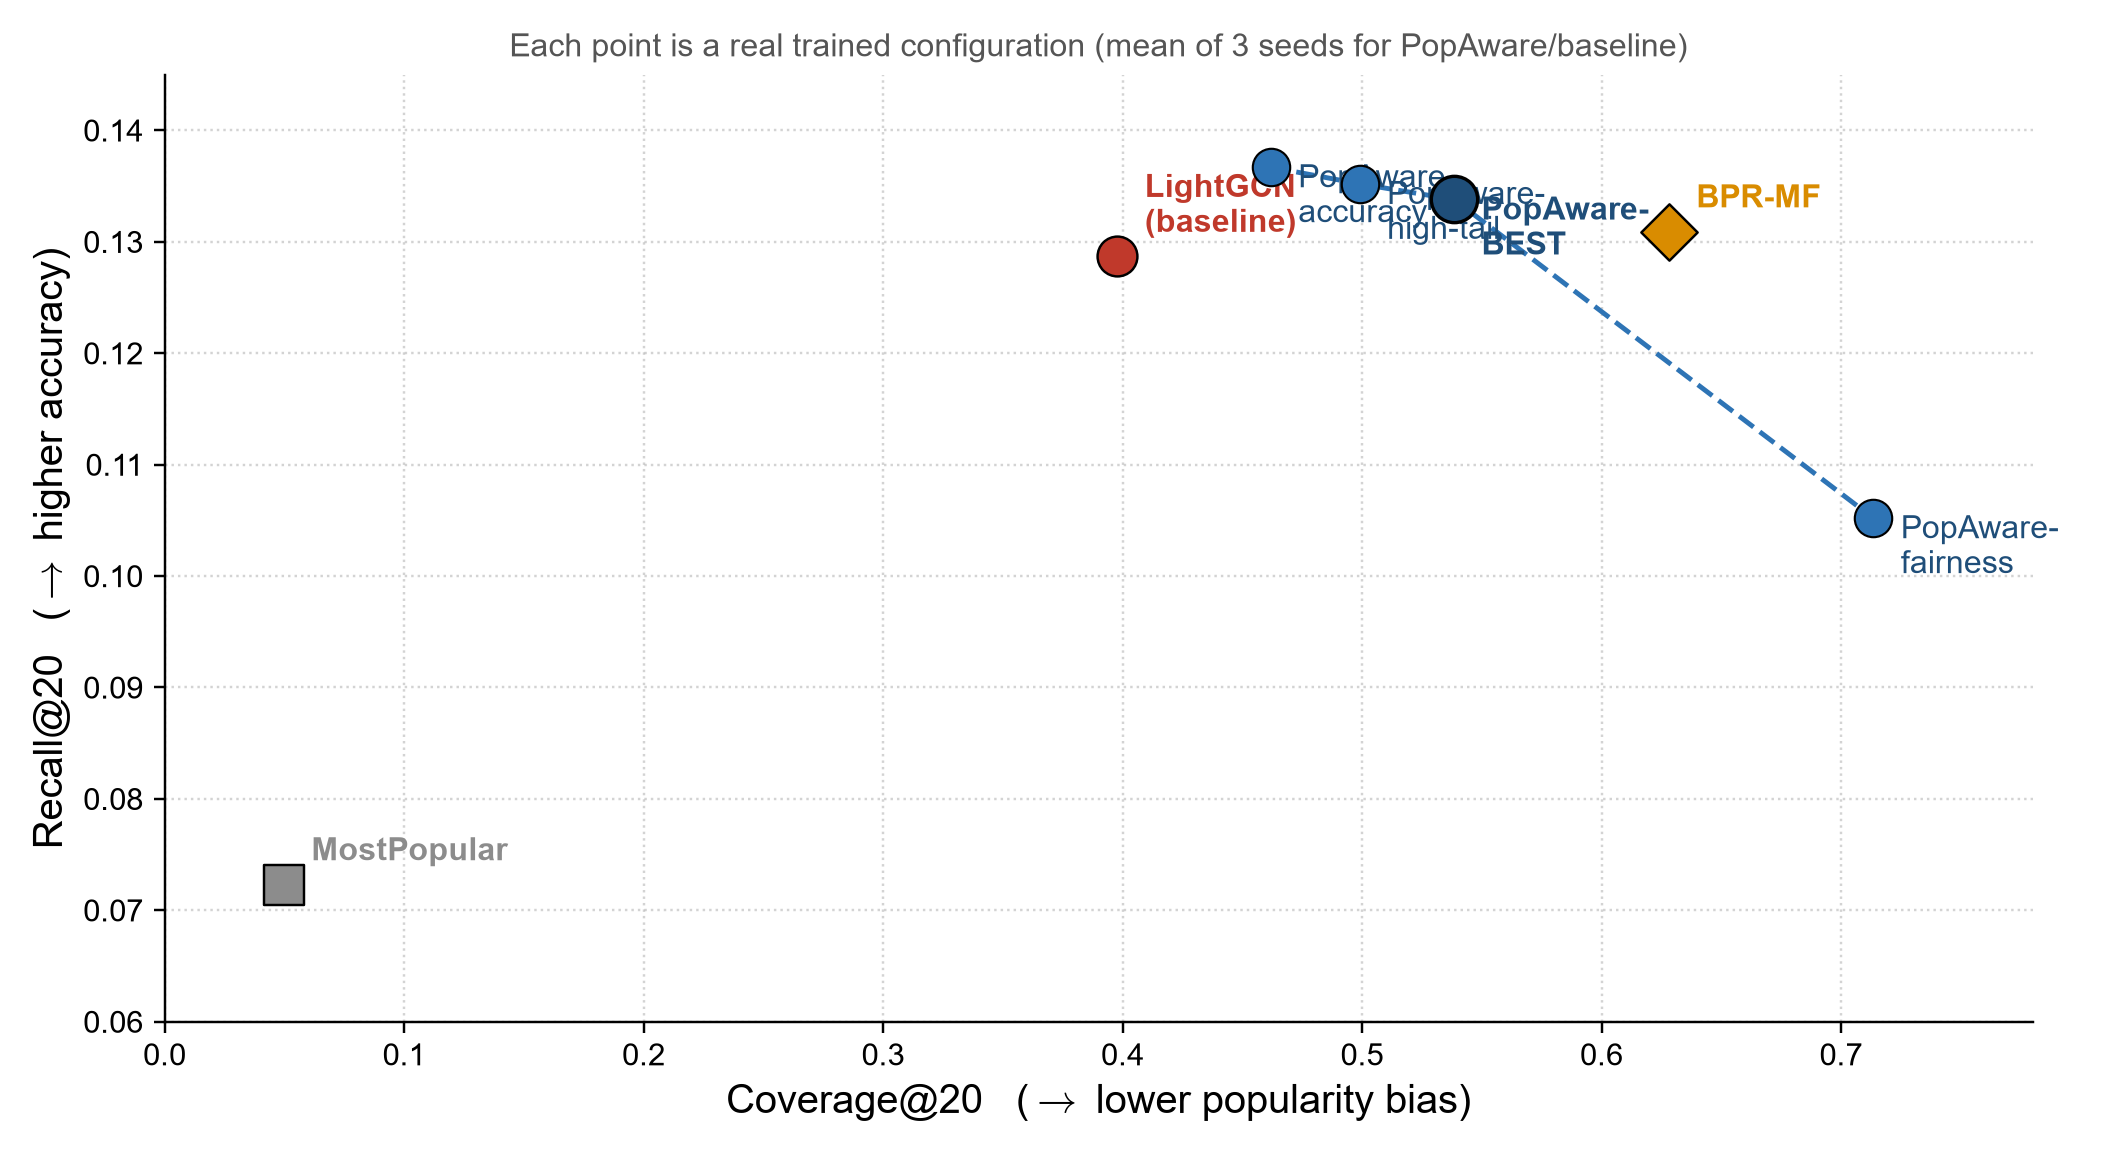 Each point is a real trained configuration (mean of 3 seeds for PopAware/baseline)
Recall@20 (→ higher accuracy)
0.14
0.13
0.12
0.11
0.10
0.09
0.08
0.07
0.06
LightGCN
(baseline)
PopAware-
accuracy
PopAware-
high-tail
PopAware-
BEST
BPR-MF
PopAware-
fairness
MostPopular
0.0
0.1
0.2
0.3
0.4
0.5
0.6
0.7
Coverage@20 (→ lower popularity bias)